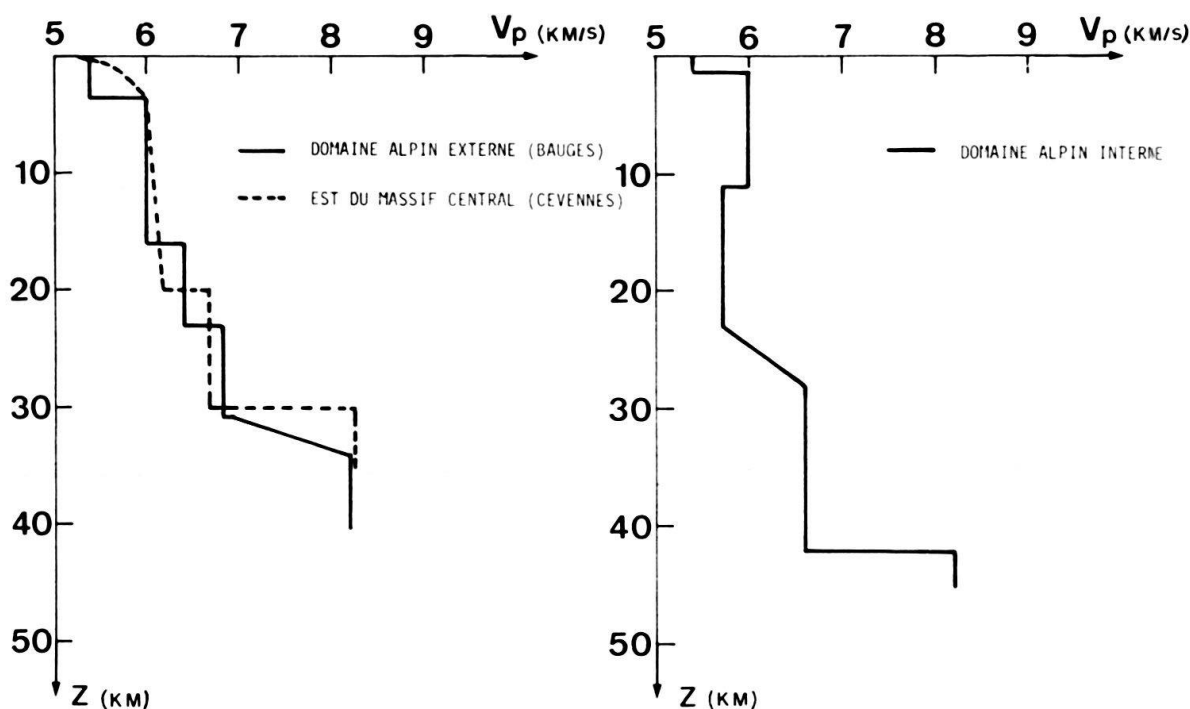 5 6 7 8 9 Vp (KM/S)
DOMAINE ALPIN EXTERNE (BAUGES)
EST DU MASSIF CENTRAL (CEVENNES)
10
20
30
40
50
Z (KM)
5 6 7 8 9 Vp (KM/S)
DOMAINE ALPIN INTERNE
10
20
30
40
50
Z (KM)